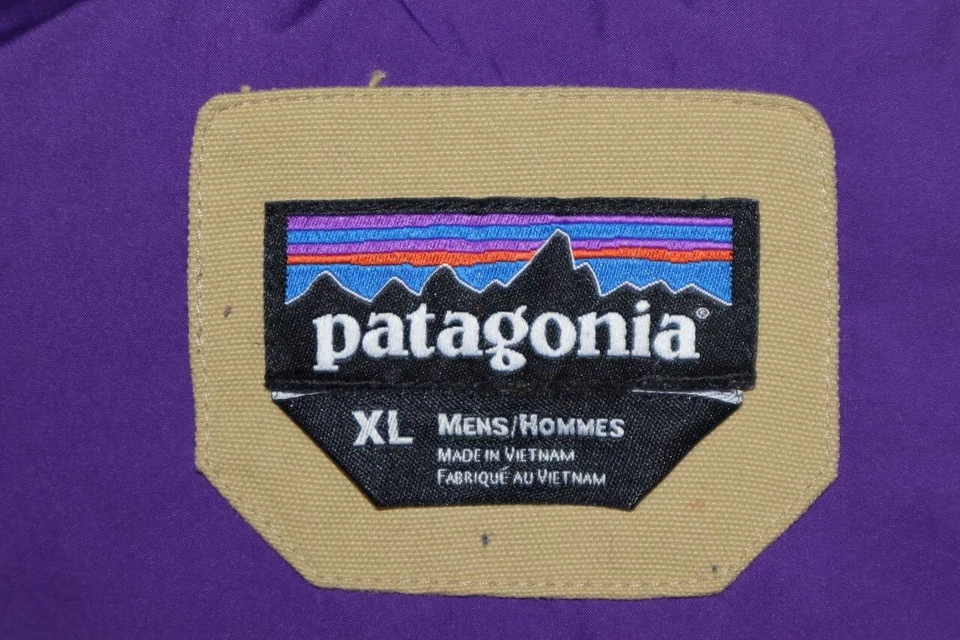 patagonia®
XL MENS/HOMMES
MADE IN VIETNAM
FABRIQUÉ AU VIETNAM